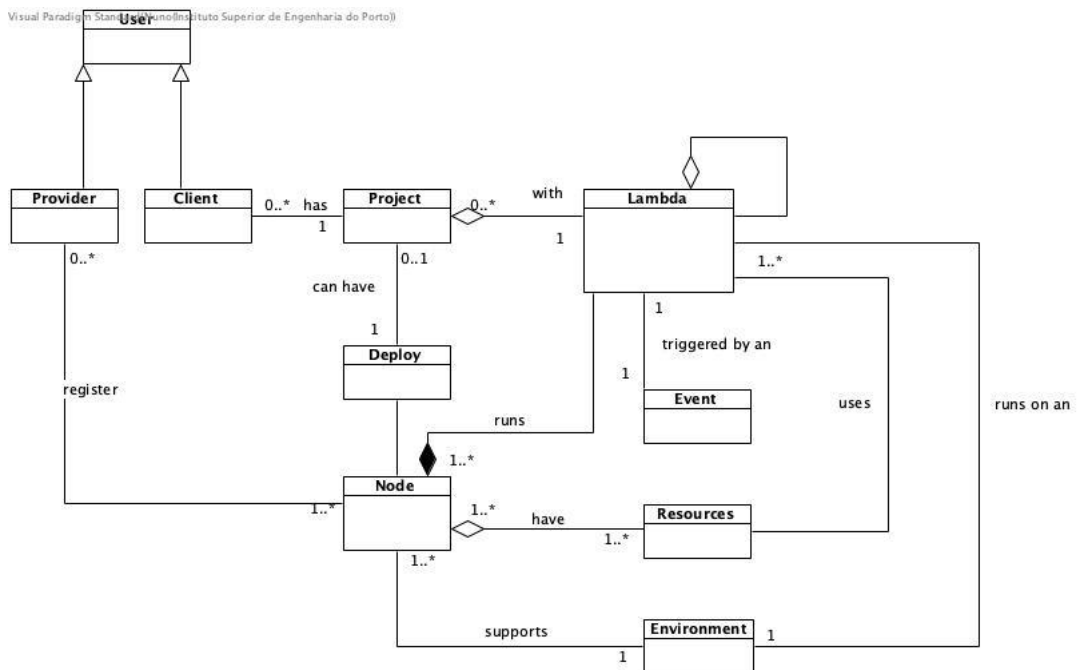 Visual Paradigm Standard(Nuno(Instituto Superior de Engenharia do Porto))
User
Provider
Client
0..* has
1
Project
0..*
with
1
Lambda
0..*
0..1
1..*
can have
1
1
triggered by an
Deploy
1
register
Event
uses
runs on an
runs
1..*
Node
1..*
1..*
have
1..*
Resources
1..*
supports
1
Environment
1